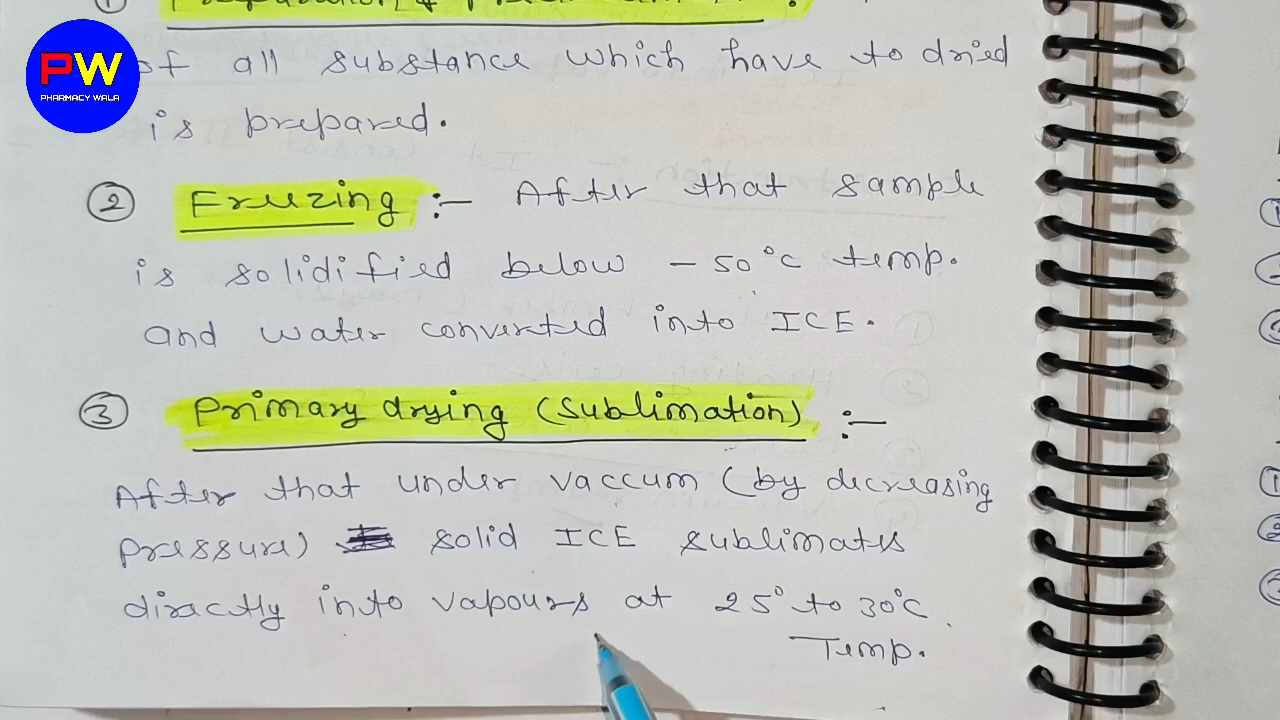 ①
PW
PHARMACY WALA
of all substance which have to dried
is prepared.
② Freezing :- After that sample
is solidified below - 50°C temp.
and water converted into ICE.
③ Primary drying (Sublimation) :-
After that under vaccum (by decreasing
pressure) solid ICE sublimates
directly into vapours at 25° to 30°C
Temp.